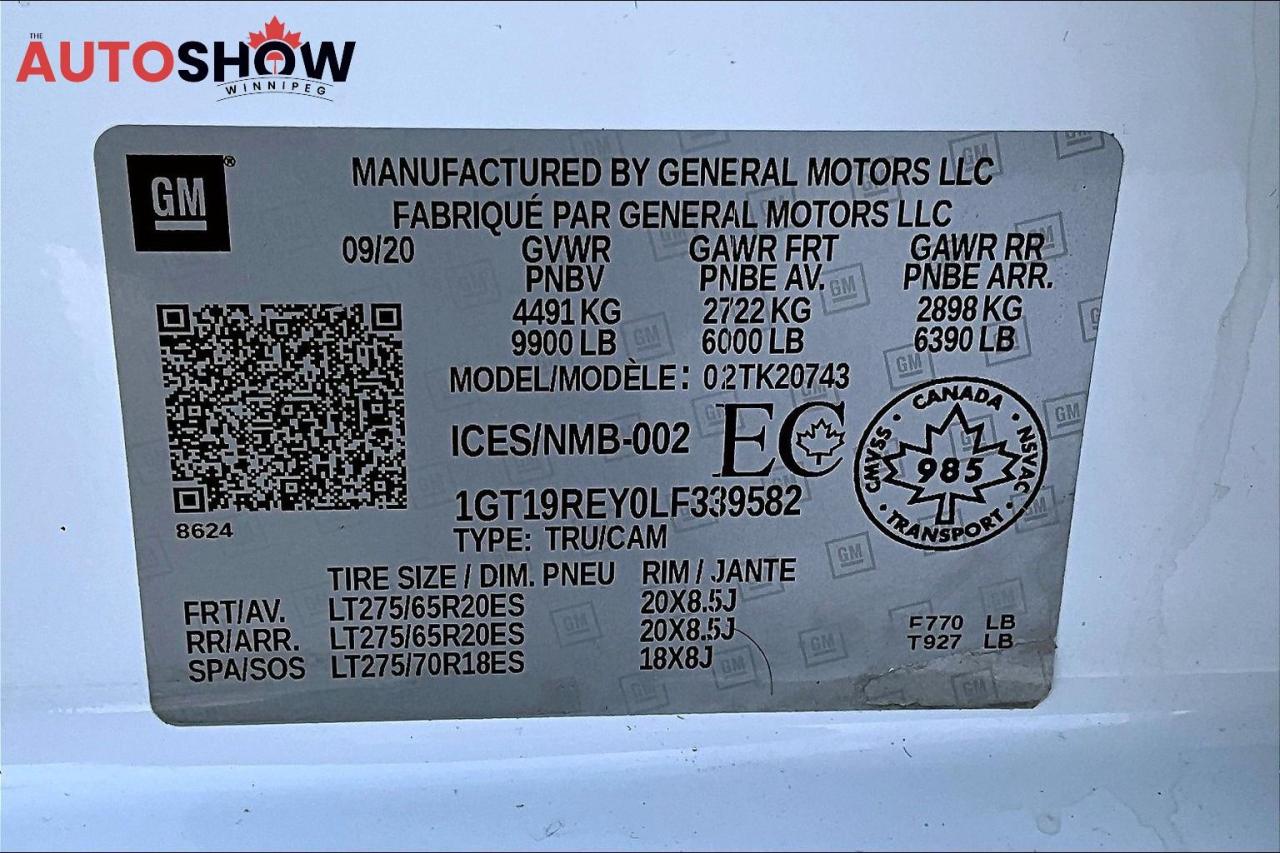 THE
AUTOSHOW
WINNIPEG
GM®
MANUFACTURED BY GENERAL MOTORS LLC
FABRIQUÉ PAR GENERAL MOTORS LLC
09/20 GVWR GAWR FRT GAWR RR
PNBV PNBE AV. PNBE ARR.
4491 KG 2722 KG 2898 KG
9900 LB 6000 LB 6390 LB
MODEL/MODÈLE: 02TK20743
ICES/NMB-002 EC
CANADA
CMVSS 985 NSVAC
TRANSPORT
1GT19REY0LF339582
8624
TYPE: TRU/CAM
TIRE SIZE / DIM. PNEU RIM / JANTE
FRT/AV. LT275/65R20ES 20X8.5J
RR/ARR. LT275/65R20ES 20X8.5J F770 LB
SPA/SOS LT275/70R18ES 18X8J T927 LB